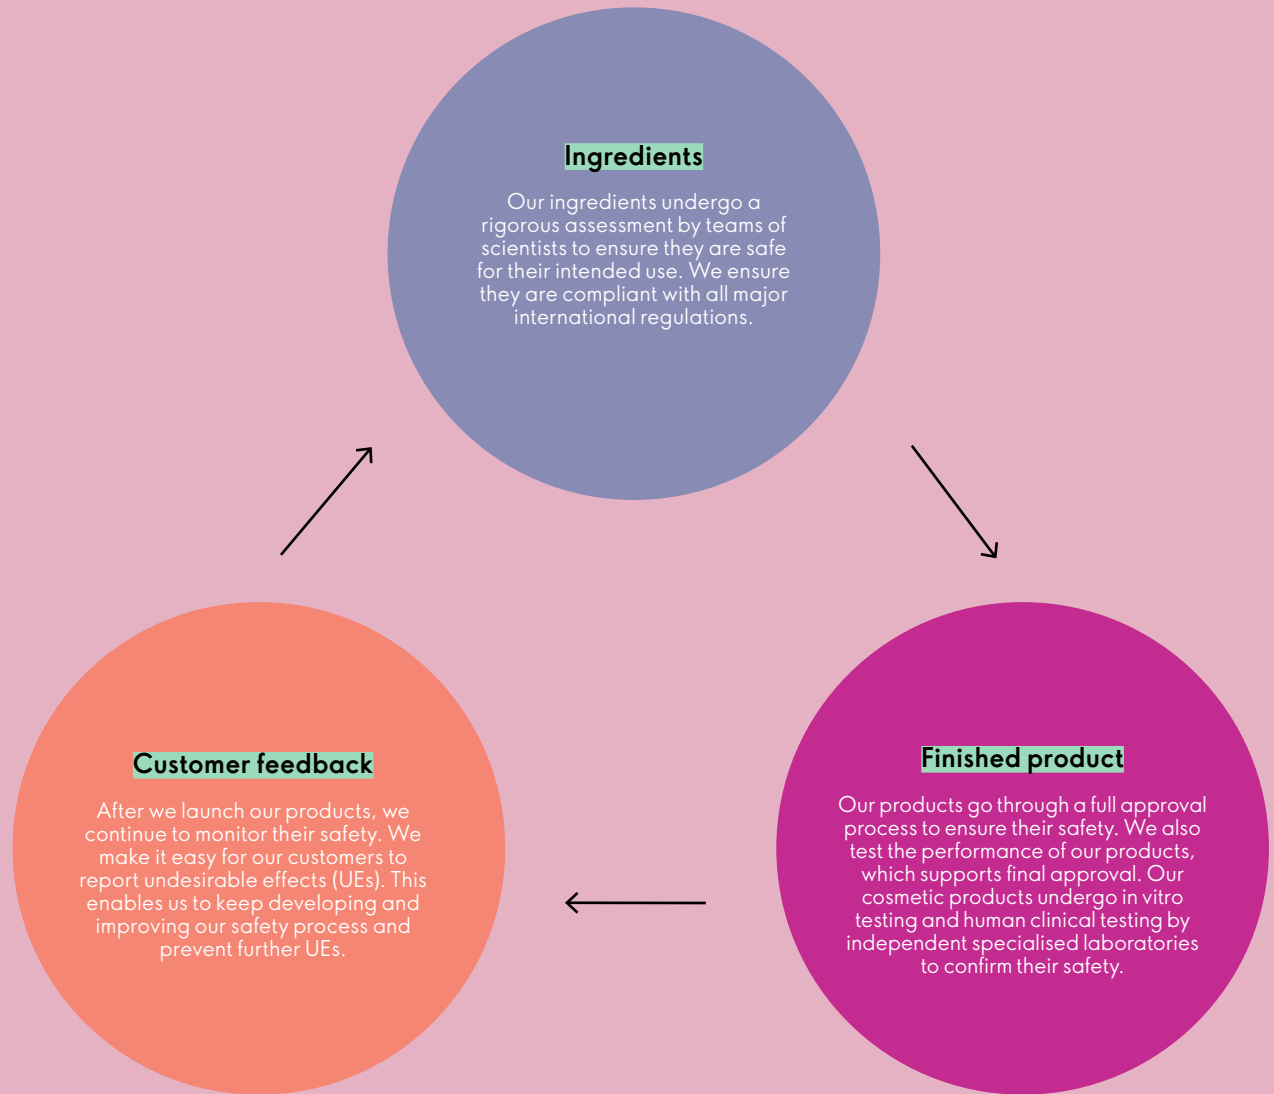 Ingredients
Our ingredients undergo a
rigorous assessment by teams of
scientists to ensure they are safe
for their intended use. We ensure
they are compliant with all major
international regulations.
Finished product
Our products go through a full approval
process to ensure their safety. We also
test the performance of our products,
which supports final approval. Our
cosmetic products undergo in vitro
testing and human clinical testing by
independent specialised laboratories
to confirm their safety.
Customer feedback
After we launch our products, we
continue to monitor their safety. We
make it easy for our customers to
report undesirable effects (UEs). This
enables us to keep developing and
improving our safety process and
prevent further UEs.